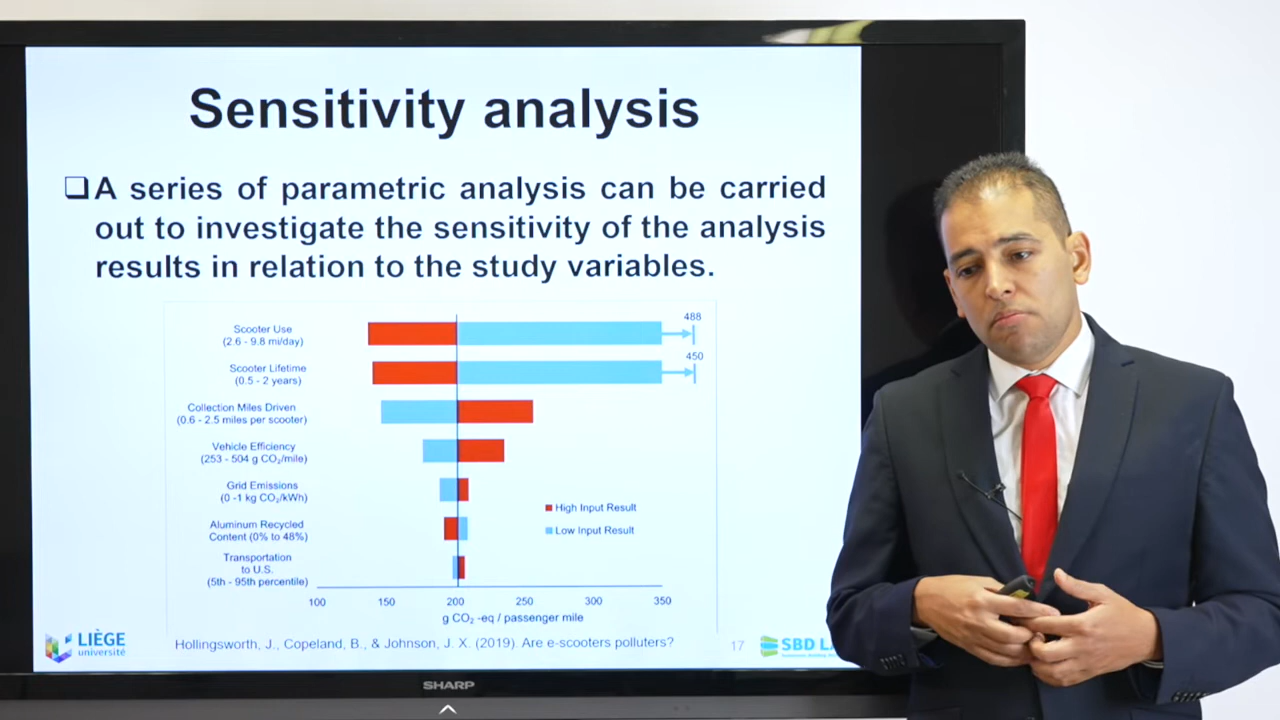 Sensitivity analysis
❑A series of parametric analysis can be carried
out to investigate the sensitivity of the analysis
results in relation to the study variables.
488
Scooter Use
(2.6 - 9.8 mi/day)
450
Scooter Lifetime
(0.5 - 2 years)
Collection Miles Driven
(0.6 - 2.5 miles per scooter)
Vehicle Efficiency
(253 - 504 g CO₂/mile)
Grid Emissions
(0 -1 kg CO₂/kWh)
High Input Result
Aluminum Recycled
Content (0% to 48%)
Low Input Result
Transportation
to U.S.
(5th - 95th percentile)
100 150 200 250 300 350
g CO₂ -eq / passenger mile
Hollingsworth, J., Copeland, B., & Johnson, J. X. (2019). Are e-scooters polluters?
17
LIÈGE
université
SBD
SHARP